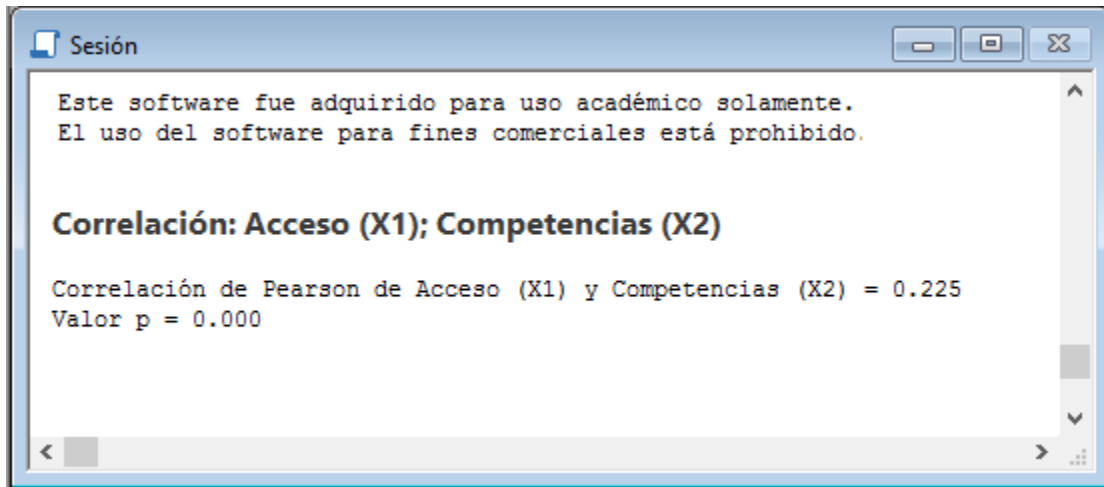 Sesión
Este software fue adquirido para uso académico solamente.
El uso del software para fines comerciales está prohibido.
Correlación: Acceso (X1); Competencias (X2)
Correlación de Pearson de Acceso (X1) y Competencias (X2) = 0.225
Valor p = 0.000